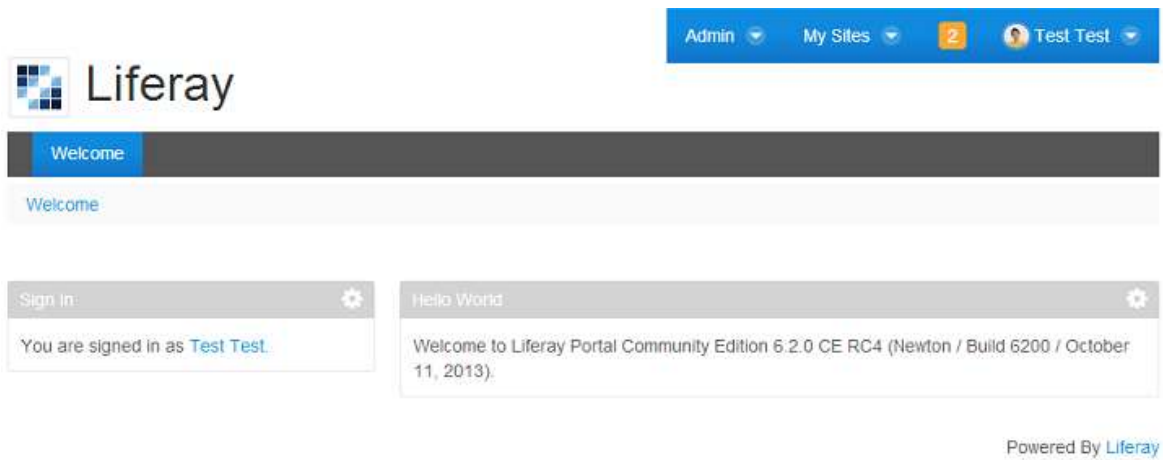 Admin My Sites 2 Test Test
Liferay
Welcome
Welcome
Sign In
You are signed in as Test Test.
Hello World
Welcome to Liferay Portal Community Edition 6.2.0 CE RC4 (Newton / Build 6200 / October
11, 2013).
Powered By Liferay